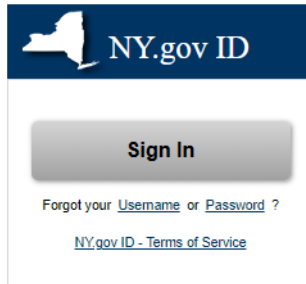 NY.gov ID
Sign In
Forgot your Username or Password ?
NY.gov ID - Terms of Service